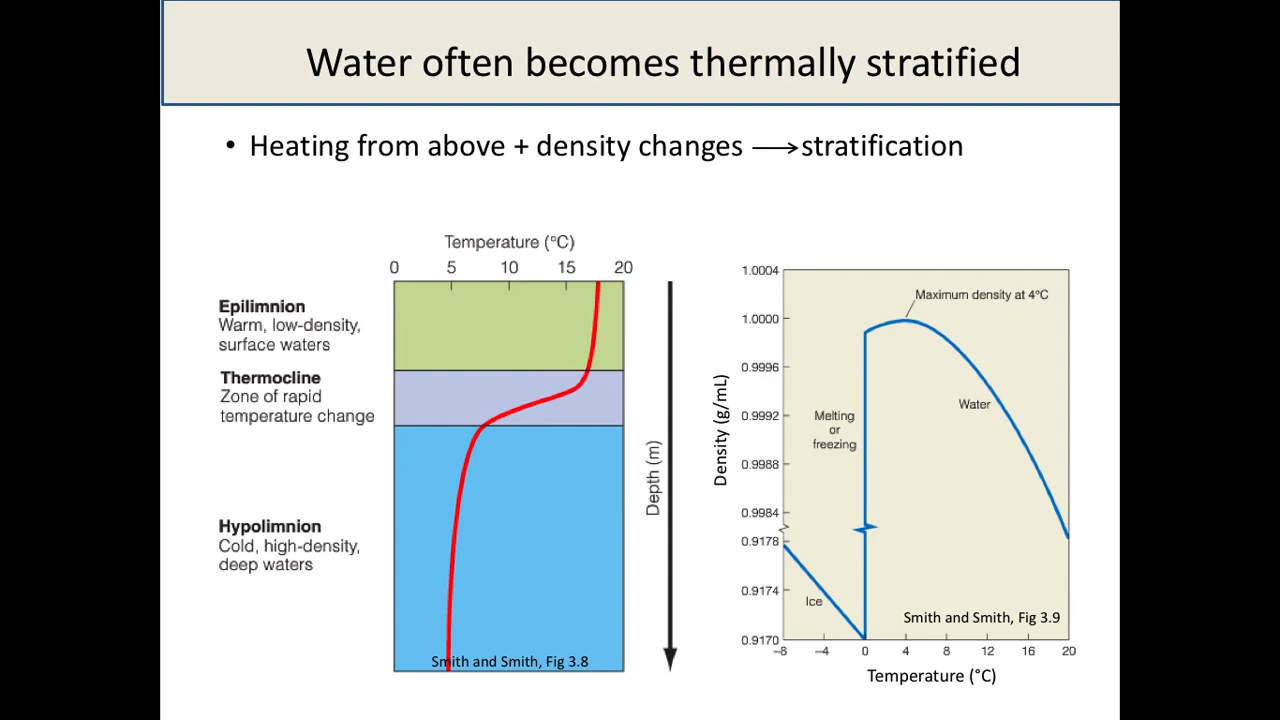 Water often becomes thermally stratified
• Heating from above + density changes ⟶ stratification
Temperature (°C)
0 5 10 15 20
Epilimnion
Warm, low-density,
surface waters
Thermocline
Zone of rapid
temperature change
Hypolimnion
Cold, high-density,
deep waters
Smith and Smith, Fig 3.8
Depth (m)
Density (g/mL)
1.0004
1.0000
0.9996
0.9992
0.9988
0.9984
0.9178
0.9174
0.9170
Maximum density at 4°C
Water
Melting
or
freezing
Ice
Smith and Smith, Fig 3.9
−8 −4 0 4 8 12 16 20
Temperature (°C)